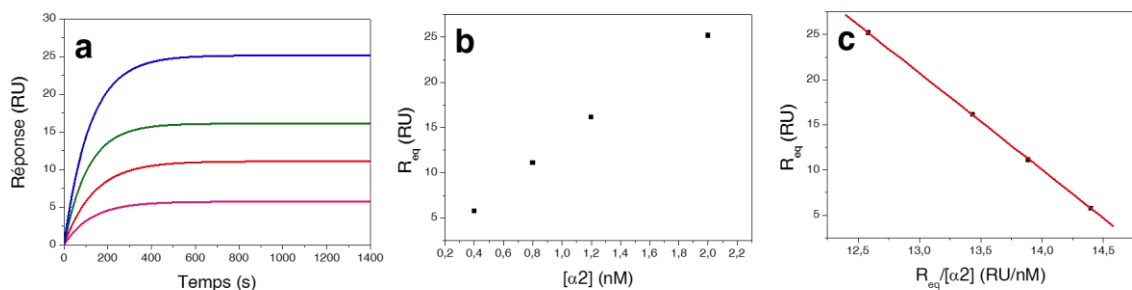 a
30
25
20
15
10
5
0
Réponse (RU)
0 200 400 600 800 1000 1200 1400
Temps (s)
b
25
20
15
10
5
R_eq (RU)
0,2 0,4 0,6 0,8 1,0 1,2 1,4 1,6 1,8 2,0 2,2
[α2] (nM)
c
25
20
15
10
5
R_eq (RU)
12,5 13,0 13,5 14,0 14,5
R_eq/[α2] (RU/nM)